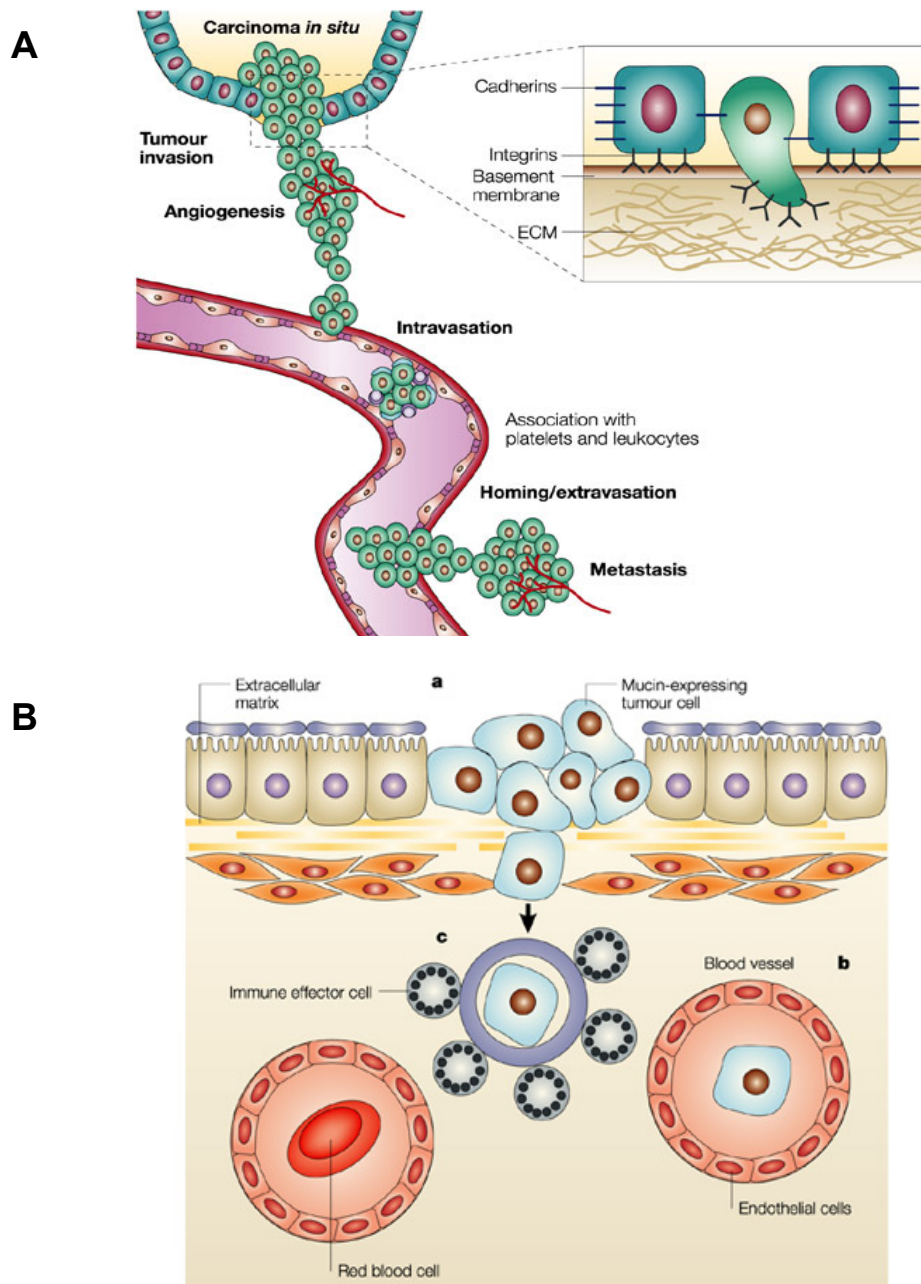 A
Carcinoma in situ
Tumour
invasion
Angiogenesis
Cadherins
Integrins
Basement
membrane
ECM
Intravasation
Association with
platelets and leukocytes
Homing/extravasation
Metastasis
B
Extracellular
matrix
a
Mucin-expressing
tumour cell
c
Immune effector cell
Blood vessel
b
Endothelial cells
Red blood cell